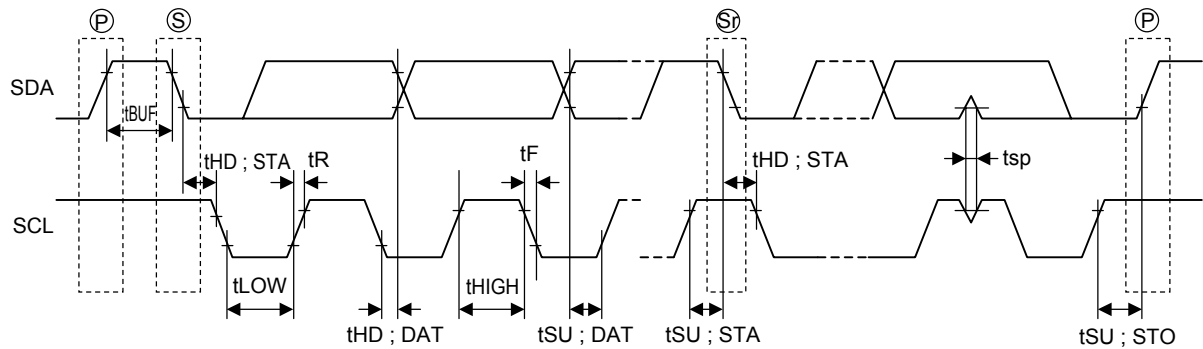 P S Sr P
SDA
tBUF
tHD ; STA tR tF tHD ; STA tsp
SCL
tLOW tHIGH
tHD ; DAT tSU ; DAT tSU ; STA tSU ; STO